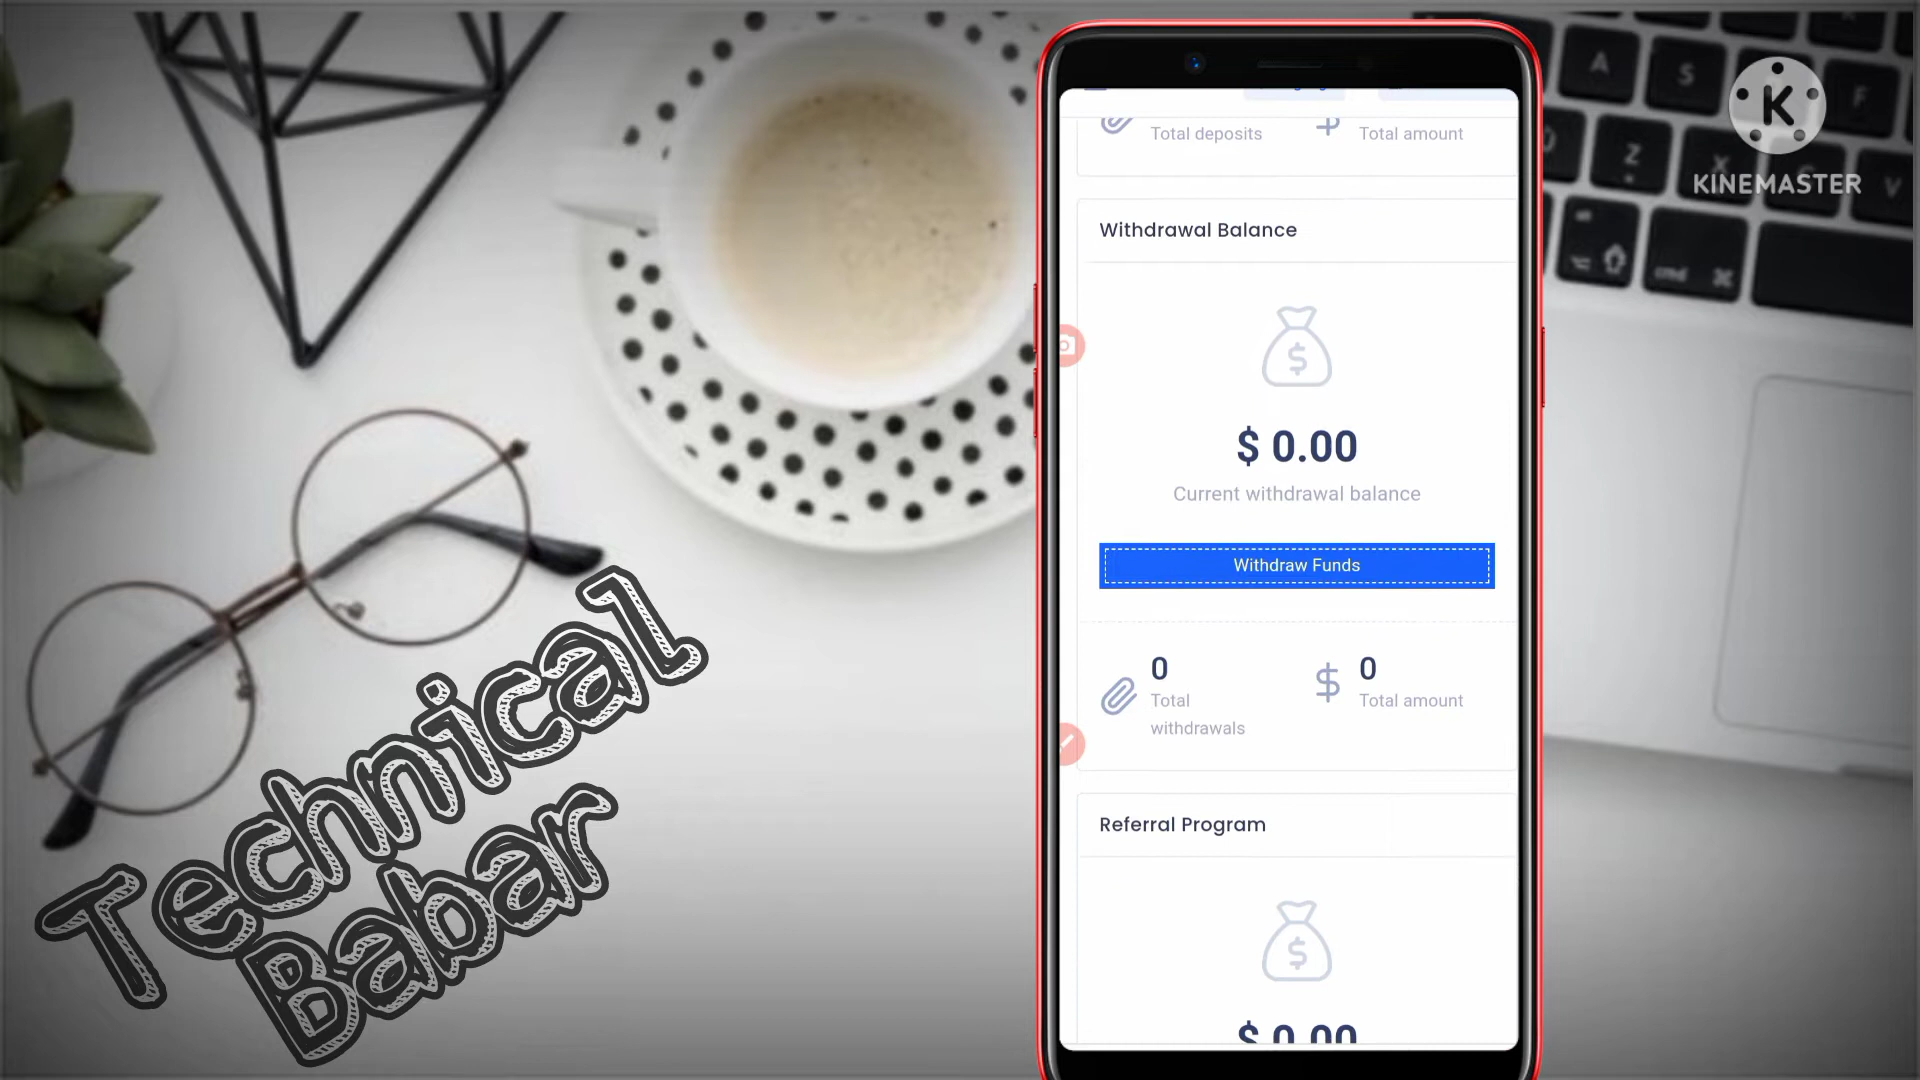 Total deposits
Total amount
Withdrawal Balance
$
$ 0.00
Current withdrawal balance
Withdraw Funds
0
Total
withdrawals
$
0
Total amount
Referral Program
$
$ 0.00
Technical
Babar
K
KINEMASTER
A
S
F
Z
X
C
V
cmd ⌘